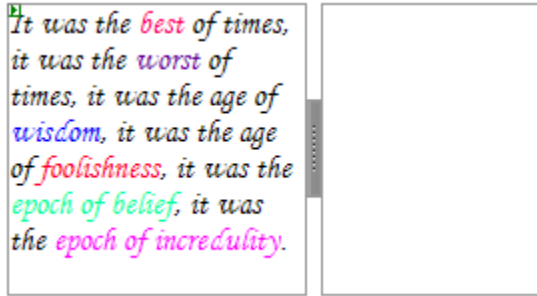 It was the best of times,
it was the worst of
times, it was the age of
wisdom, it was the age
of foolishness, it was the
epoch of belief, it was
the epoch of incredulity.